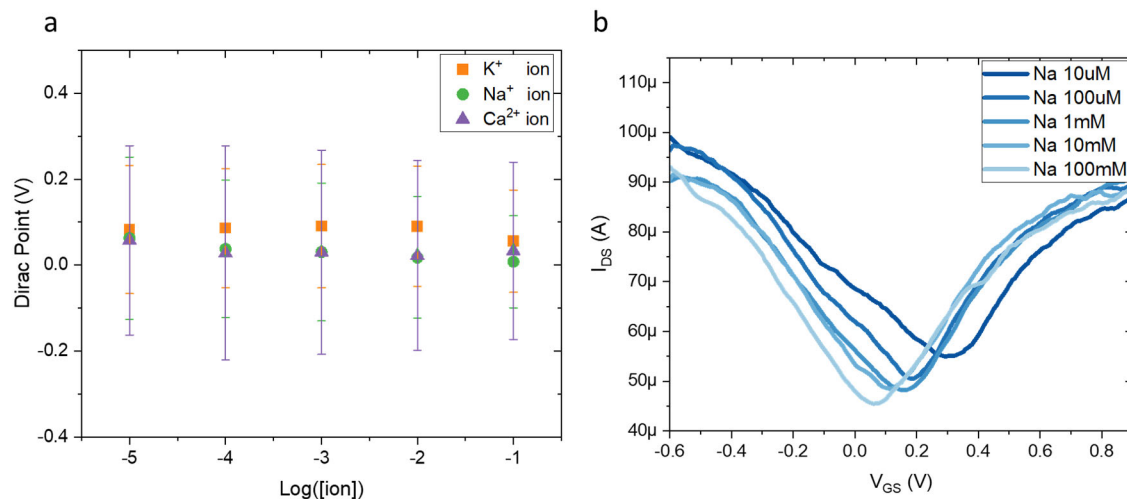 a
Dirac Point (V)
0.4
0.2
0.0
-0.2
-0.4
-5
-4
-3
-2
-1
Log([ion])
K⁺ ion
Na⁺ ion
Ca²⁺ ion
b
I_DS (A)
110µ
100µ
90µ
80µ
70µ
60µ
50µ
40µ
-0.6
-0.4
-0.2
0.0
0.2
0.4
0.6
0.8
V_GS (V)
Na 10uM
Na 100uM
Na 1mM
Na 10mM
Na 100mM